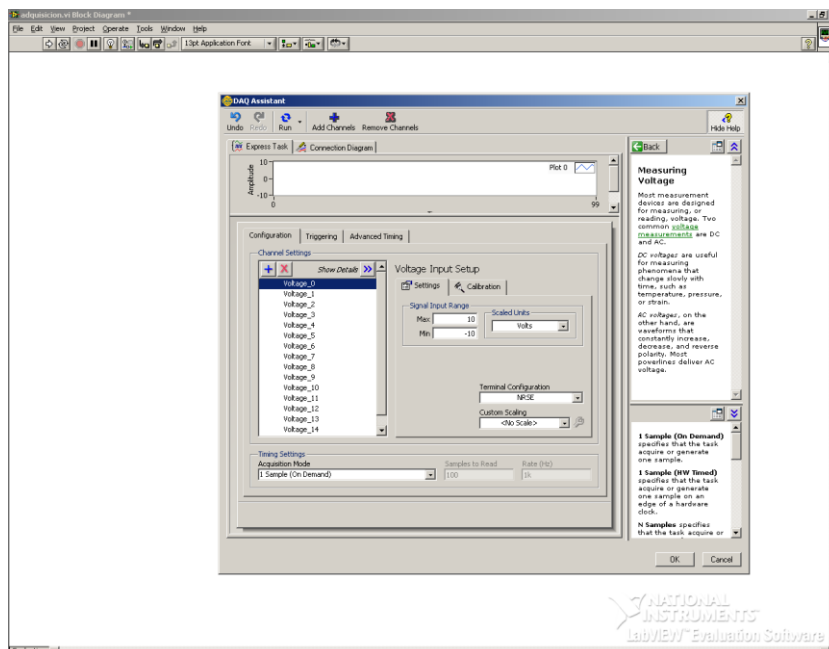 adquisicion.vi Block Diagram *
File Edit View Project Operate Tools Window Help
13pt Application Font
DAQ Assistant
Undo Redo Run Add Channels Remove Channels Hide Help
Express Task Connection Diagram
Back
Plot 0
Amplitude
10
0
-10
0 99
Configuration Triggering Advanced Timing
Channel Settings
Show Details
Voltage_0
Voltage_1
Voltage_2
Voltage_3
Voltage_4
Voltage_5
Voltage_6
Voltage_7
Voltage_8
Voltage_9
Voltage_10
Voltage_11
Voltage_12
Voltage_13
Voltage_14
Voltage Input Setup
Settings Calibration
Signal Input Range
Max 10
Min -10
Scaled Units
Volts
Terminal Configuration
NRSE
Custom Scaling
<No Scale>
Timing Settings
Acquisition Mode Samples to Read Rate (Hz)
1 Sample (On Demand) 100 1k
Measuring
Voltage
Most measurement
devices are designed
for measuring, or
reading, voltage. Two
common voltage
measurements are DC
and AC.
DC voltages are useful
for measuring
phenomena that
change slowly with
time, such as
temperature, pressure,
or strain.
AC voltages, on the
other hand, are
waveforms that
constantly increase,
decrease, and reverse
polarity. Most
powerlines deliver AC
voltage.
1 Sample (On Demand)
specifies that the task
acquire or generate
one sample.
1 Sample (HW Timed)
specifies that the task
acquire or generate
one sample on an
edge of a hardware
clock.
N Samples specifies
that the task acquire or
OK Cancel
NATIONAL
INSTRUMENTS
LabVIEW™ Evaluation Software